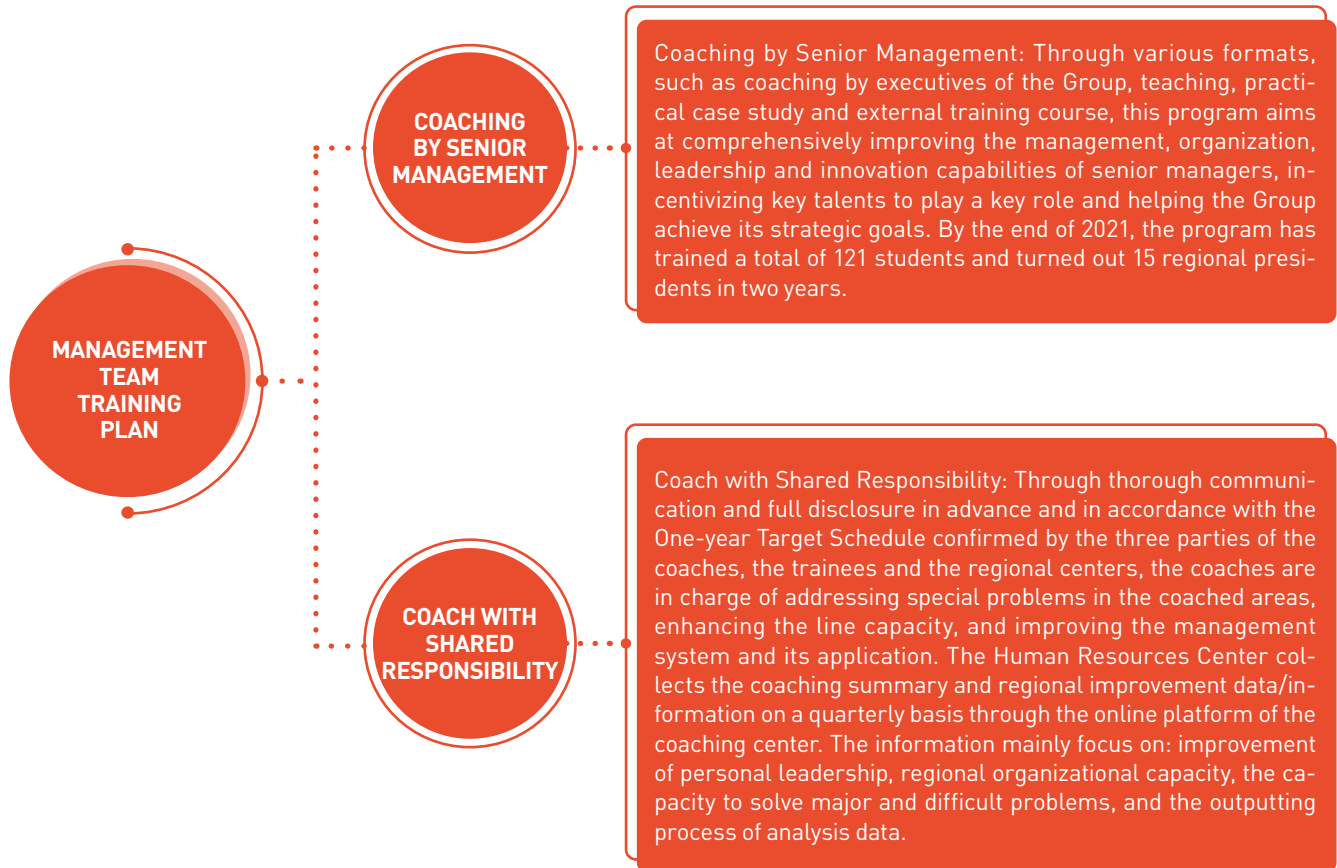 MANAGEMENT
TEAM
TRAINING
PLAN
COACHING
BY SENIOR
MANAGEMENT
Coaching by Senior Management: Through various formats,
such as coaching by executives of the Group, teaching, practi-
cal case study and external training course, this program aims
at comprehensively improving the management, organization,
leadership and innovation capabilities of senior managers, in-
centivizing key talents to play a key role and helping the Group
achieve its strategic goals. By the end of 2021, the program has
trained a total of 121 students and turned out 15 regional presi-
dents in two years.
COACH WITH
SHARED
RESPONSIBILITY
Coach with Shared Responsibility: Through thorough communi-
cation and full disclosure in advance and in accordance with the
One-year Target Schedule confirmed by the three parties of the
coaches, the trainees and the regional centers, the coaches are
in charge of addressing special problems in the coached areas,
enhancing the line capacity, and improving the management
system and its application. The Human Resources Center col-
lects the coaching summary and regional improvement data/in-
formation on a quarterly basis through the online platform of the
coaching center. The information mainly focus on: improvement
of personal leadership, regional organizational capacity, the ca-
pacity to solve major and difficult problems, and the outputting
process of analysis data.